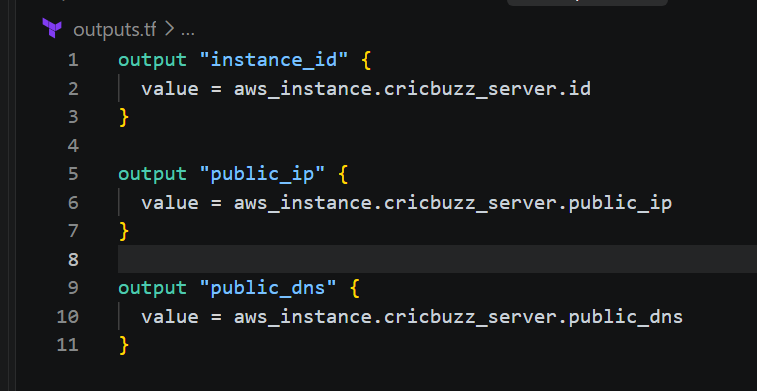 outputs.tf > ...
1 output "instance_id" {
2   value = aws_instance.cricbuzz_server.id
3 }
4
5 output "public_ip" {
6   value = aws_instance.cricbuzz_server.public_ip
7 }
8
9 output "public_dns" {
10   value = aws_instance.cricbuzz_server.public_dns
11 }